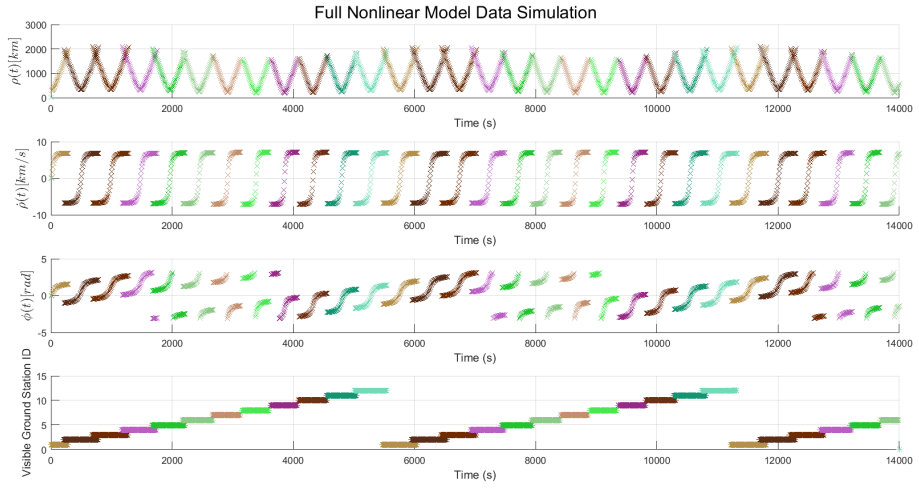 Full Nonlinear Model Data Simulation
ρ(t)[km]
3000
2000
1000
0
0 2000 4000 6000 8000 10000 12000 14000
Time (s)
ρ̇(t)[km/s]
10
0
-10
0 2000 4000 6000 8000 10000 12000 14000
Time (s)
ϕ(t)[rad]
5
0
-5
0 2000 4000 6000 8000 10000 12000 14000
Time (s)
Visible Ground Station ID
15
10
5
0
0 2000 4000 6000 8000 10000 12000 14000
Time (s)